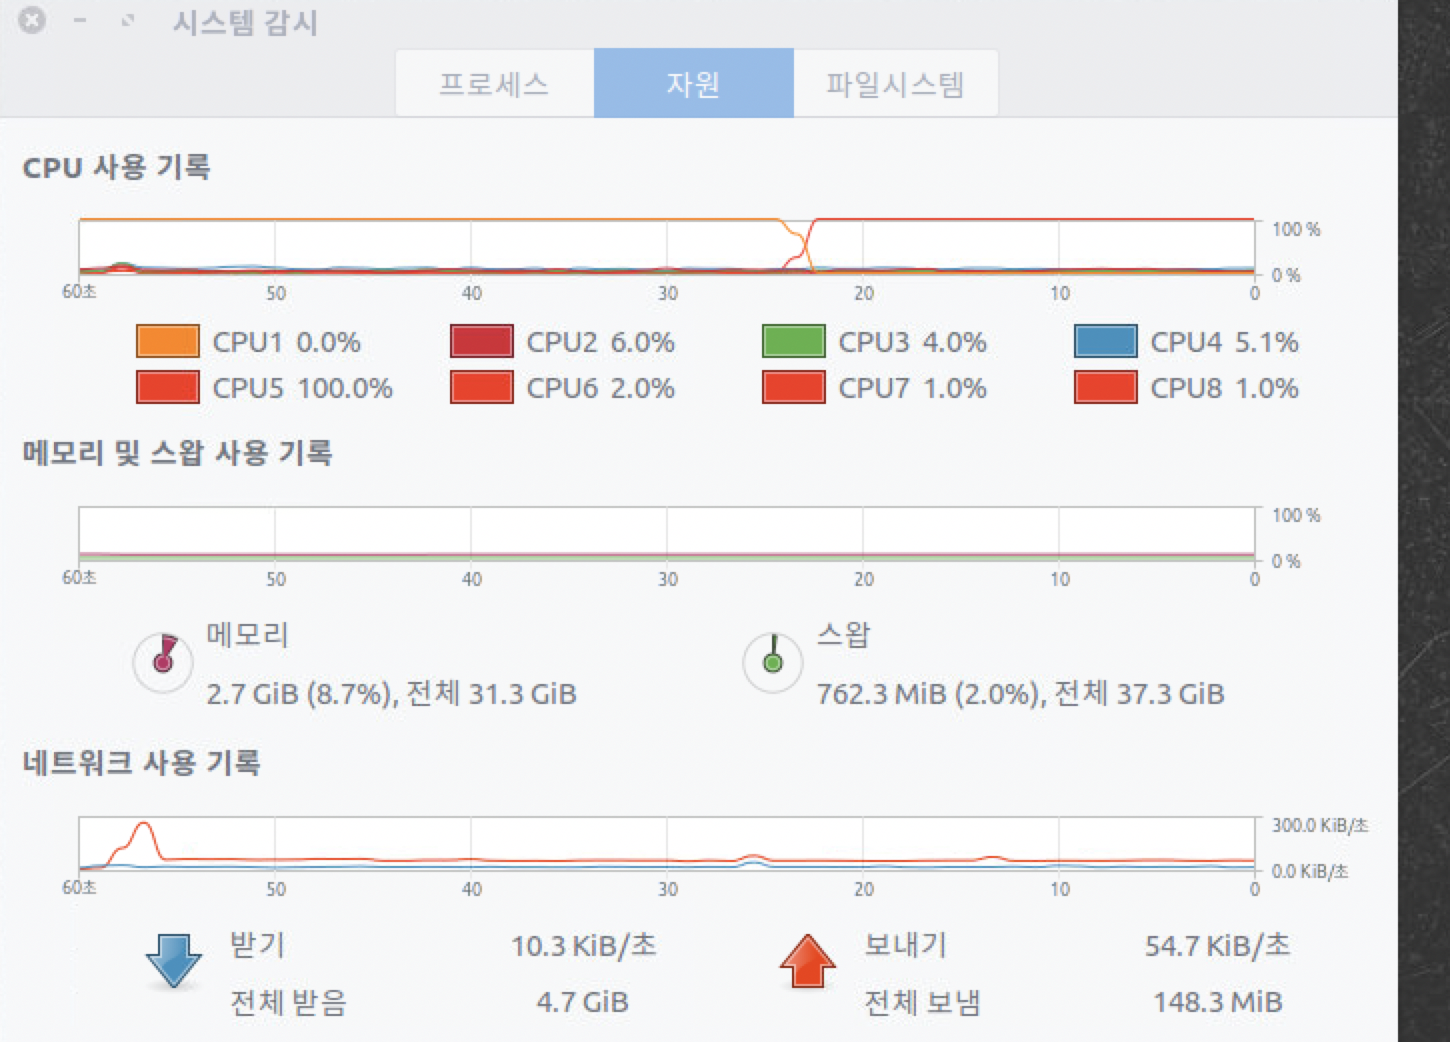 시스템 감시
프로세스 자원 파일시스템
CPU 사용 기록
100 %
0 %
60초 50 40 30 20 10 0
CPU1 0.0% CPU2 6.0% CPU3 4.0% CPU4 5.1%
CPU5 100.0% CPU6 2.0% CPU7 1.0% CPU8 1.0%
메모리 및 스왑 사용 기록
100 %
0 %
60초 50 40 30 20 10 0
메모리 스왑
2.7 GiB (8.7%), 전체 31.3 GiB 762.3 MiB (2.0%), 전체 37.3 GiB
네트워크 사용 기록
300.0 KiB/초
0.0 KiB/초
60초 50 40 30 20 10 0
받기 10.3 KiB/초 보내기 54.7 KiB/초
전체 받음 4.7 GiB 전체 보냄 148.3 MiB